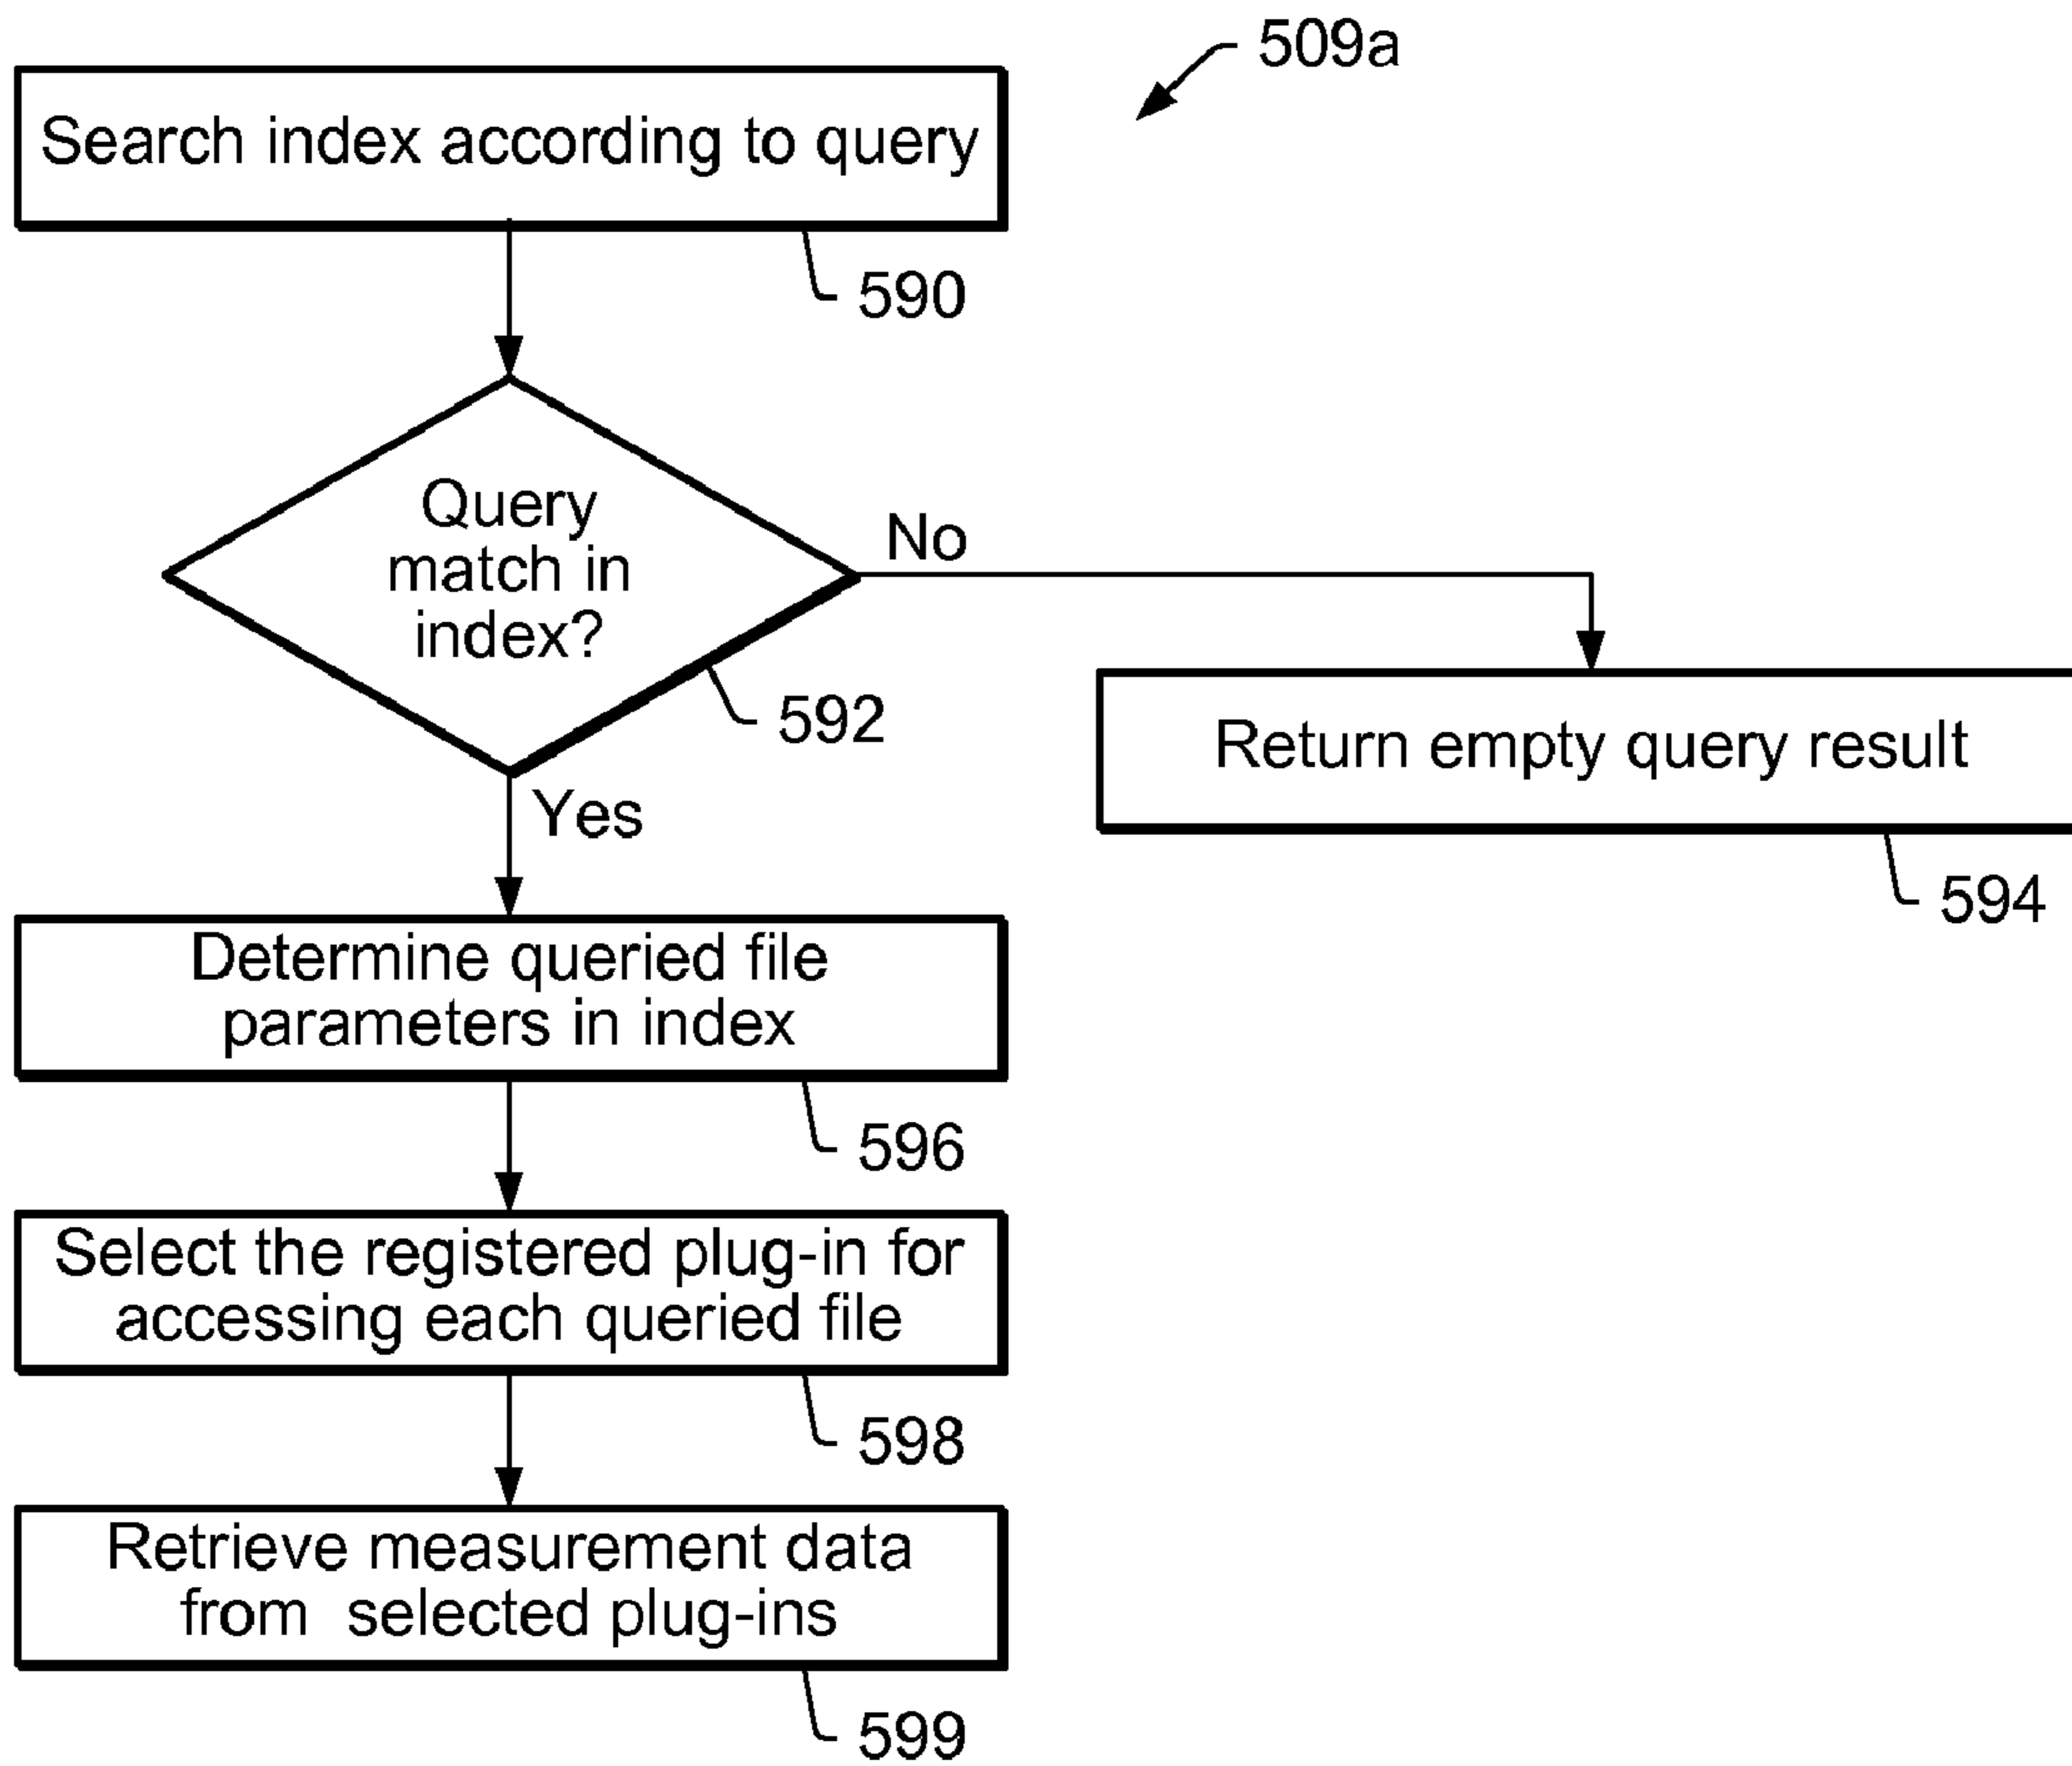 509a
Search index according to query
590
Query
match in
index?
No
592
Return empty query result
594
Yes
Determine queried file
parameters in index
596
Select the registered plug-in for
accessing each queried file
598
Retrieve measurement data
from selected plug-ins
599